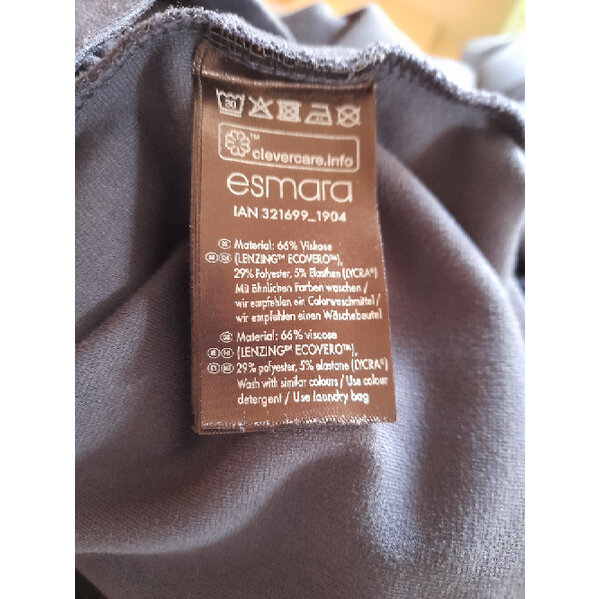 30
™
clevercare.info
esmara
IAN 321699_1904
Material: 66% Viskose
(LENZING™ ECOVERO™),
29% Polyester, 5% Elasthan (LYCRA®)
Mit ähnlichen Farben waschen /
wir empfehlen ein Colorwaschmittel /
wir empfehlen einen Wäschebeutel
Material: 66% viscose
(LENZING™ ECOVERO™),
29% polyester, 5% elastane (LYCRA®)
Wash with similar colours / Use colour
detergent / Use laundry bag